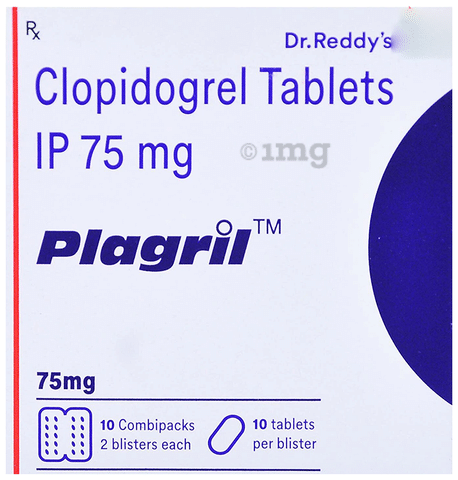 Rx
Dr.Reddy's
Clopidogrel Tablets
IP 75 mg
©1mg
Plagril™
75mg
10 Combipacks
2 blisters each
10 tablets
per blister